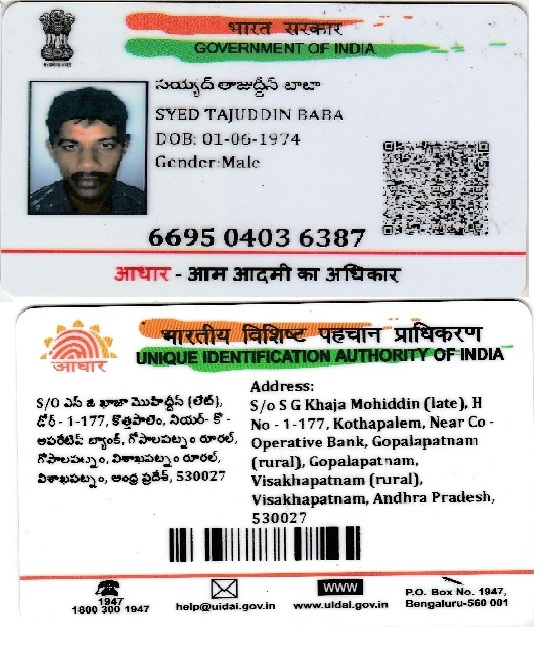 भारत सरकार
GOVERNMENT OF INDIA
సయ్యద్ తాజుద్దీన్ బాబా
SYED TAJUDDIN BABA
DOB: 01-06-1974
Gender:Male
6695 0403 6387
आधार - आम आदमी का अधिकार
भारतीय विशिष्ट पहचान प्राधिकरण
UNIQUE IDENTIFICATION AUTHORITY OF INDIA
आधार
S/O ఎస్ జి ఖాజా మొహిద్దీన్ (లేట్),
డోర్ - 1-177, కొత్తపాలెం, నియర్- కో -
ఆపరేటివ్ బ్యాంక్, గోపాలపట్నం రూరల్,
గోపాలపట్నం, విశాఖపట్నం రూరల్,
విశాఖపట్నం, ఆంధ్ర ప్రదేశ్, 530027
Address:
S/o S G Khaja Mohiddin (late), H
No - 1-177, Kothapalem, Near Co -
Operative Bank, Gopalapatnam
(rural), Gopalapatnam,
Visakhapatnam (rural),
Visakhapatnam, Andhra Pradesh,
530027
1947
1800 300 1947
help@uidai.gov.in
WWW
www.uidai.gov.in
P.O. Box No. 1947,
Bengaluru-560 001